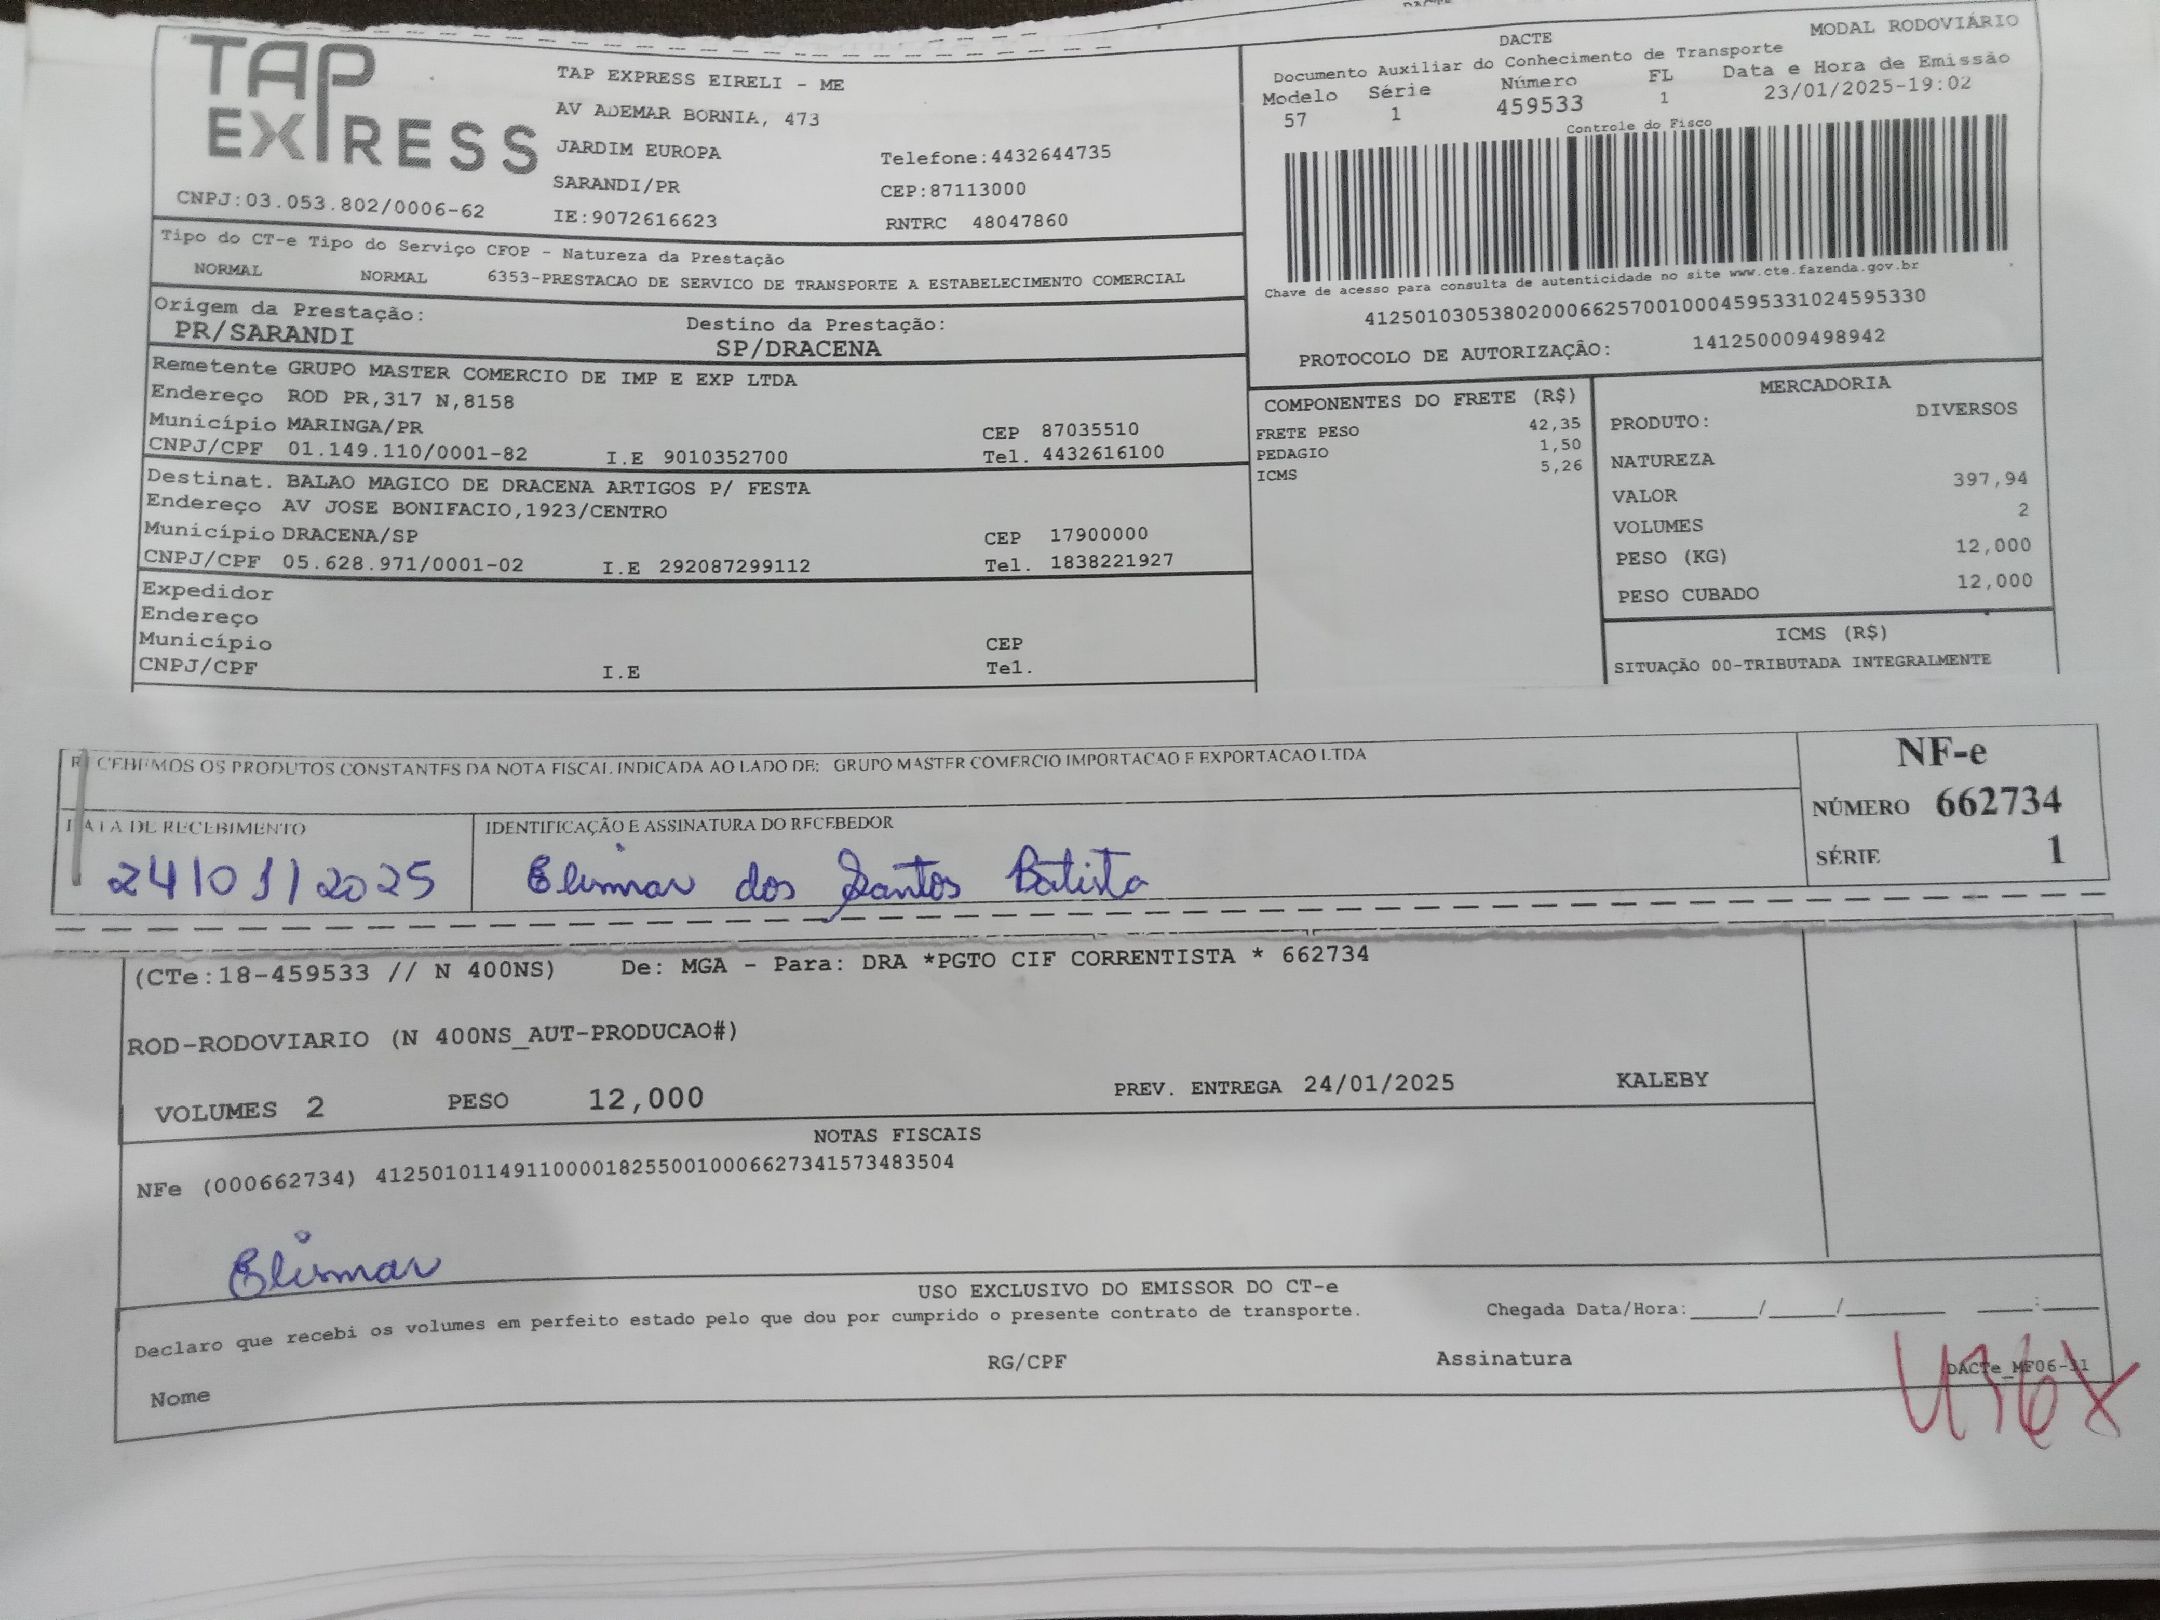 TAP
EXPRESS
CNPJ:03.053.802/0006-62
TAP EXPRESS EIRELI - ME
AV ADEMAR BORNIA, 473
JARDIM EUROPA
Telefone:4432644735
SARANDI/PR
CEP:87113000
IE:9072616623
RNTRC 48047860
DACTE
MODAL RODOVIÁRIO
Documento Auxiliar do Conhecimento de Transporte
Modelo Série Número FL Data e Hora de Emissão
57 1 459533 1 23/01/2025-19:02
Controle do Fisco
Chave de acesso para consulta de autenticidade no site www.cte.fazenda.gov.br
41250103053802000662570010004595331024595330
PROTOCOLO DE AUTORIZAÇÃO: 141250009498942
Tipo do CT-e Tipo do Serviço CFOP - Natureza da Prestação
NORMAL NORMAL 6353-PRESTACAO DE SERVICO DE TRANSPORTE A ESTABELECIMENTO COMERCIAL
Origem da Prestação: Destino da Prestação:
PR/SARANDI SP/DRACENA
Remetente GRUPO MASTER COMERCIO DE IMP E EXP LTDA
Endereço ROD PR,317 N,8158
Município MARINGA/PR CEP 87035510
CNPJ/CPF 01.149.110/0001-82 I.E 9010352700 Tel. 4432616100
Destinat. BALAO MAGICO DE DRACENA ARTIGOS P/ FESTA
Endereço AV JOSE BONIFACIO,1923/CENTRO
Município DRACENA/SP CEP 17900000
CNPJ/CPF 05.628.971/0001-02 I.E 292087299112 Tel. 1838221927
Expedidor
Endereço
Município CEP
CNPJ/CPF I.E Tel.
COMPONENTES DO FRETE (R$)
FRETE PESO 42,35
PEDAGIO 1,50
ICMS 5,26
MERCADORIA
PRODUTO: DIVERSOS
NATUREZA
VALOR 397,94
VOLUMES 2
PESO (KG) 12,000
PESO CUBADO 12,000
ICMS (R$)
SITUAÇÃO 00-TRIBUTADA INTEGRALMENTE
RECEBEMOS OS PRODUTOS CONSTANTES DA NOTA FISCAL INDICADA AO LADO DE: GRUPO MASTER COMERCIO IMPORTACAO E EXPORTACAO LTDA
DATA DE RECEBIMENTO
24/01/2025
IDENTIFICAÇÃO E ASSINATURA DO RECEBEDOR
Elismar dos Santos Batista
NF-e
NÚMERO 662734
SÉRIE 1
(CTe:18-459533 // N 400NS) De: MGA - Para: DRA *PGTO CIF CORRENTISTA * 662734
ROD-RODOVIARIO (N 400NS_AUT-PRODUCAO#)
VOLUMES 2 PESO 12,000 PREV. ENTREGA 24/01/2025 KALEBY
NOTAS FISCAIS
NFe (000662734) 41250101149110000182550010006627341573483504
Elismar
USO EXCLUSIVO DO EMISSOR DO CT-e
Declaro que recebi os volumes em perfeito estado pelo que dou por cumprido o presente contrato de transporte. Chegada Data/Hora:_____/_____/_______ ____:____
Nome RG/CPF Assinatura
DACTe_MF06-31